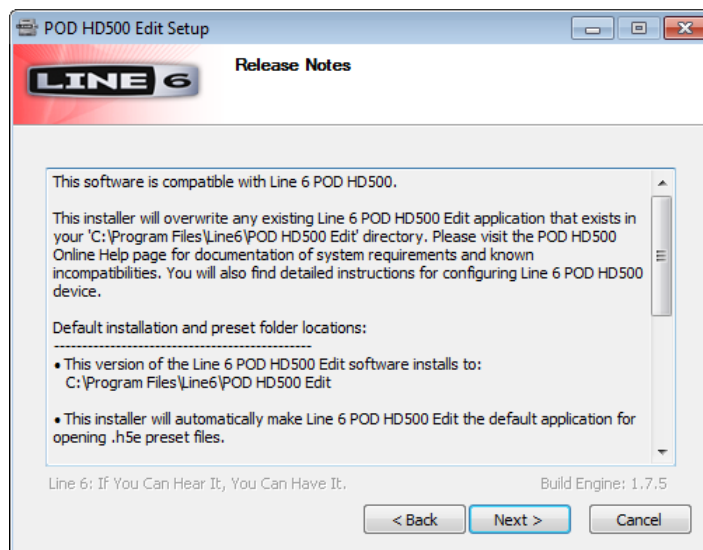 POD HD500 Edit Setup
LINE 6
Release Notes
This software is compatible with Line 6 POD HD500.
This installer will overwrite any existing Line 6 POD HD500 Edit application that exists in
your 'C:\Program Files\Line6\POD HD500 Edit' directory. Please visit the POD HD500
Online Help page for documentation of system requirements and known
incompatibilities. You will also find detailed instructions for configuring Line 6 POD HD500
device.
Default installation and preset folder locations:
-----------------------------------------------
• This version of the Line 6 POD HD500 Edit software installs to:
C:\Program Files\Line6\POD HD500 Edit
• This installer will automatically make Line 6 POD HD500 Edit the default application for
opening .h5e preset files.
Line 6: If You Can Hear It, You Can Have It.
Build Engine: 1.7.5
< Back
Next >
Cancel